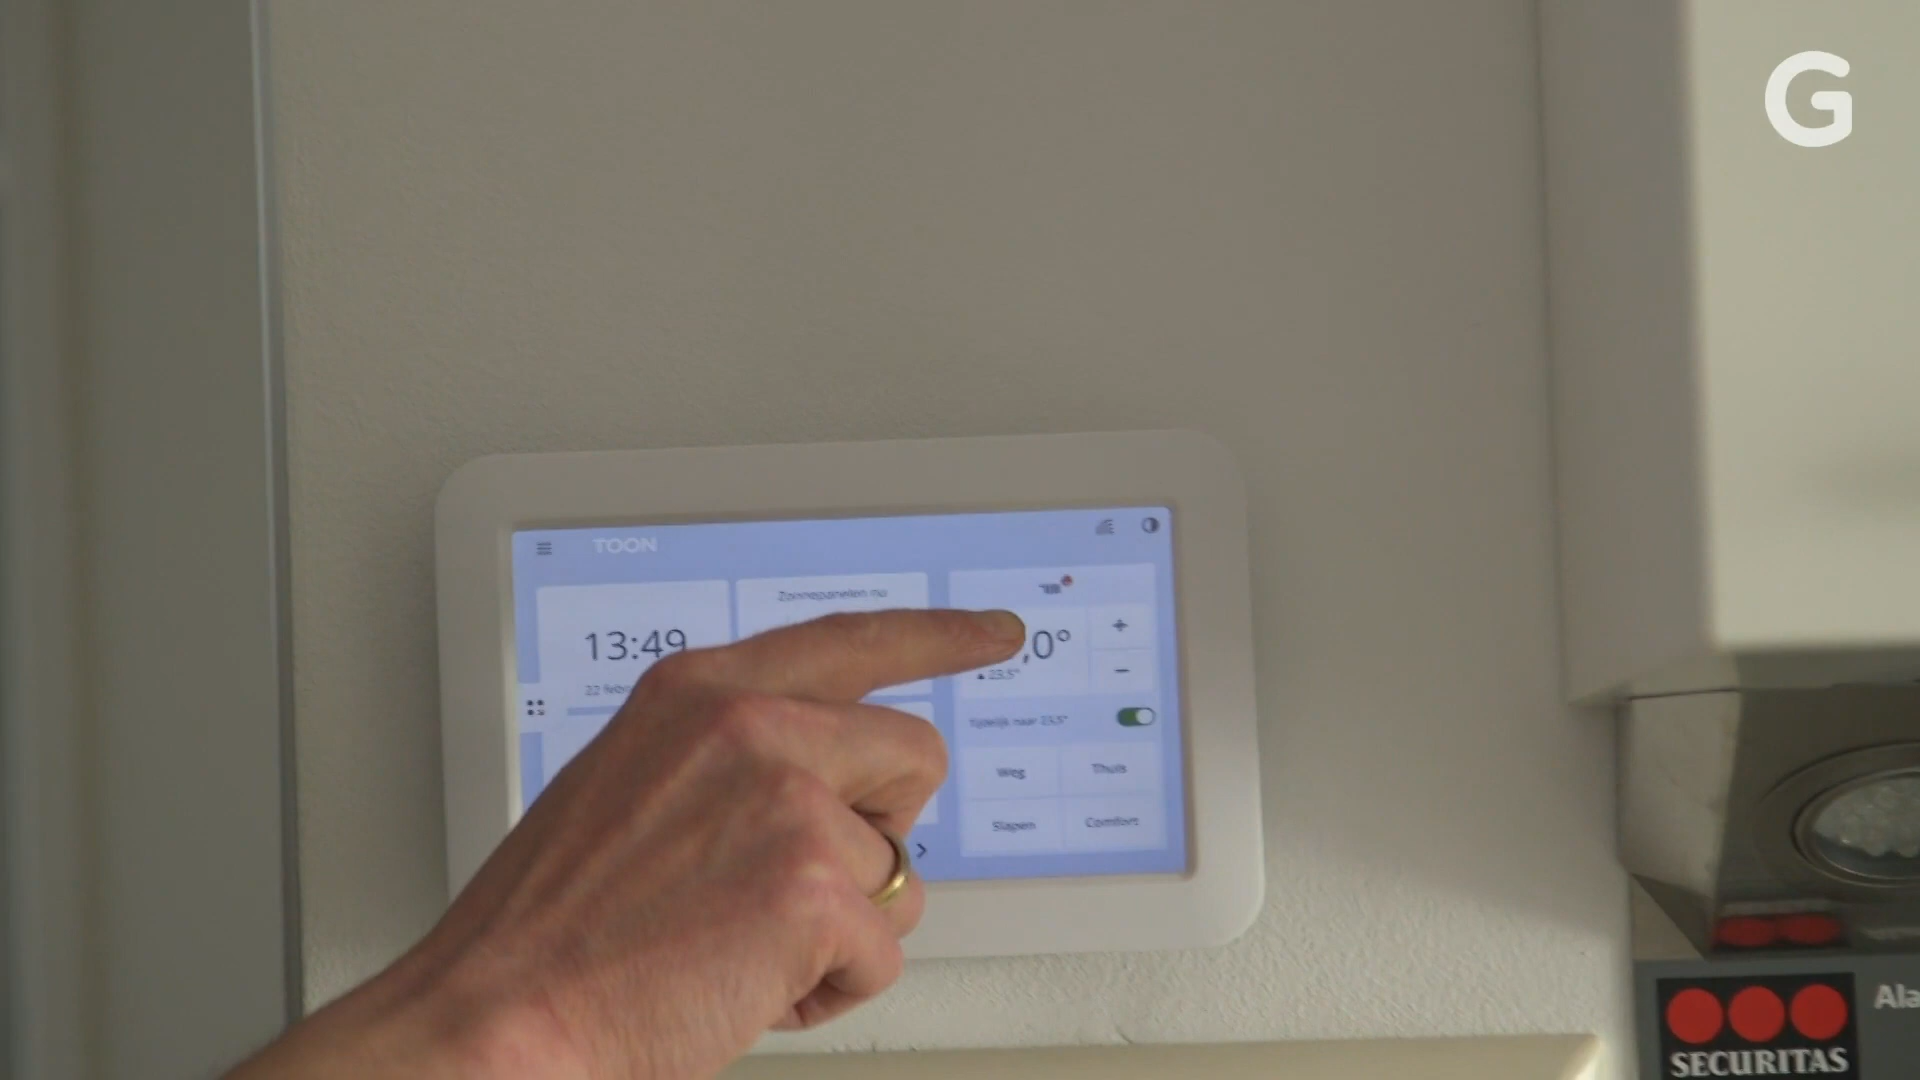 G
TOON
Zonnepanelen nu
13:49
,0°
23,5°
22 febr
Tijdelijk naar 23,5°
Weg
Thuis
Slapen
Comfort
Ala
SECURITAS